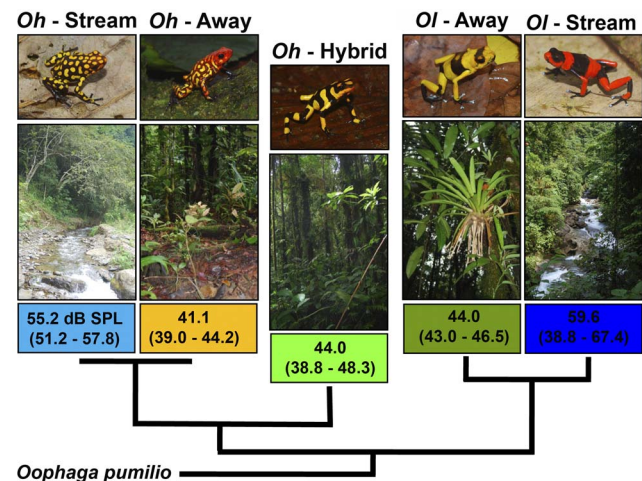 Oh - Stream
Oh - Away
Oh - Hybrid
Ol - Away
Ol - Stream
55.2 dB SPL
(51.2 - 57.8)
41.1
(39.0 - 44.2)
44.0
(38.8 - 48.3)
44.0
(43.0 - 46.5)
59.6
(38.8 - 67.4)
Oophaga pumilio